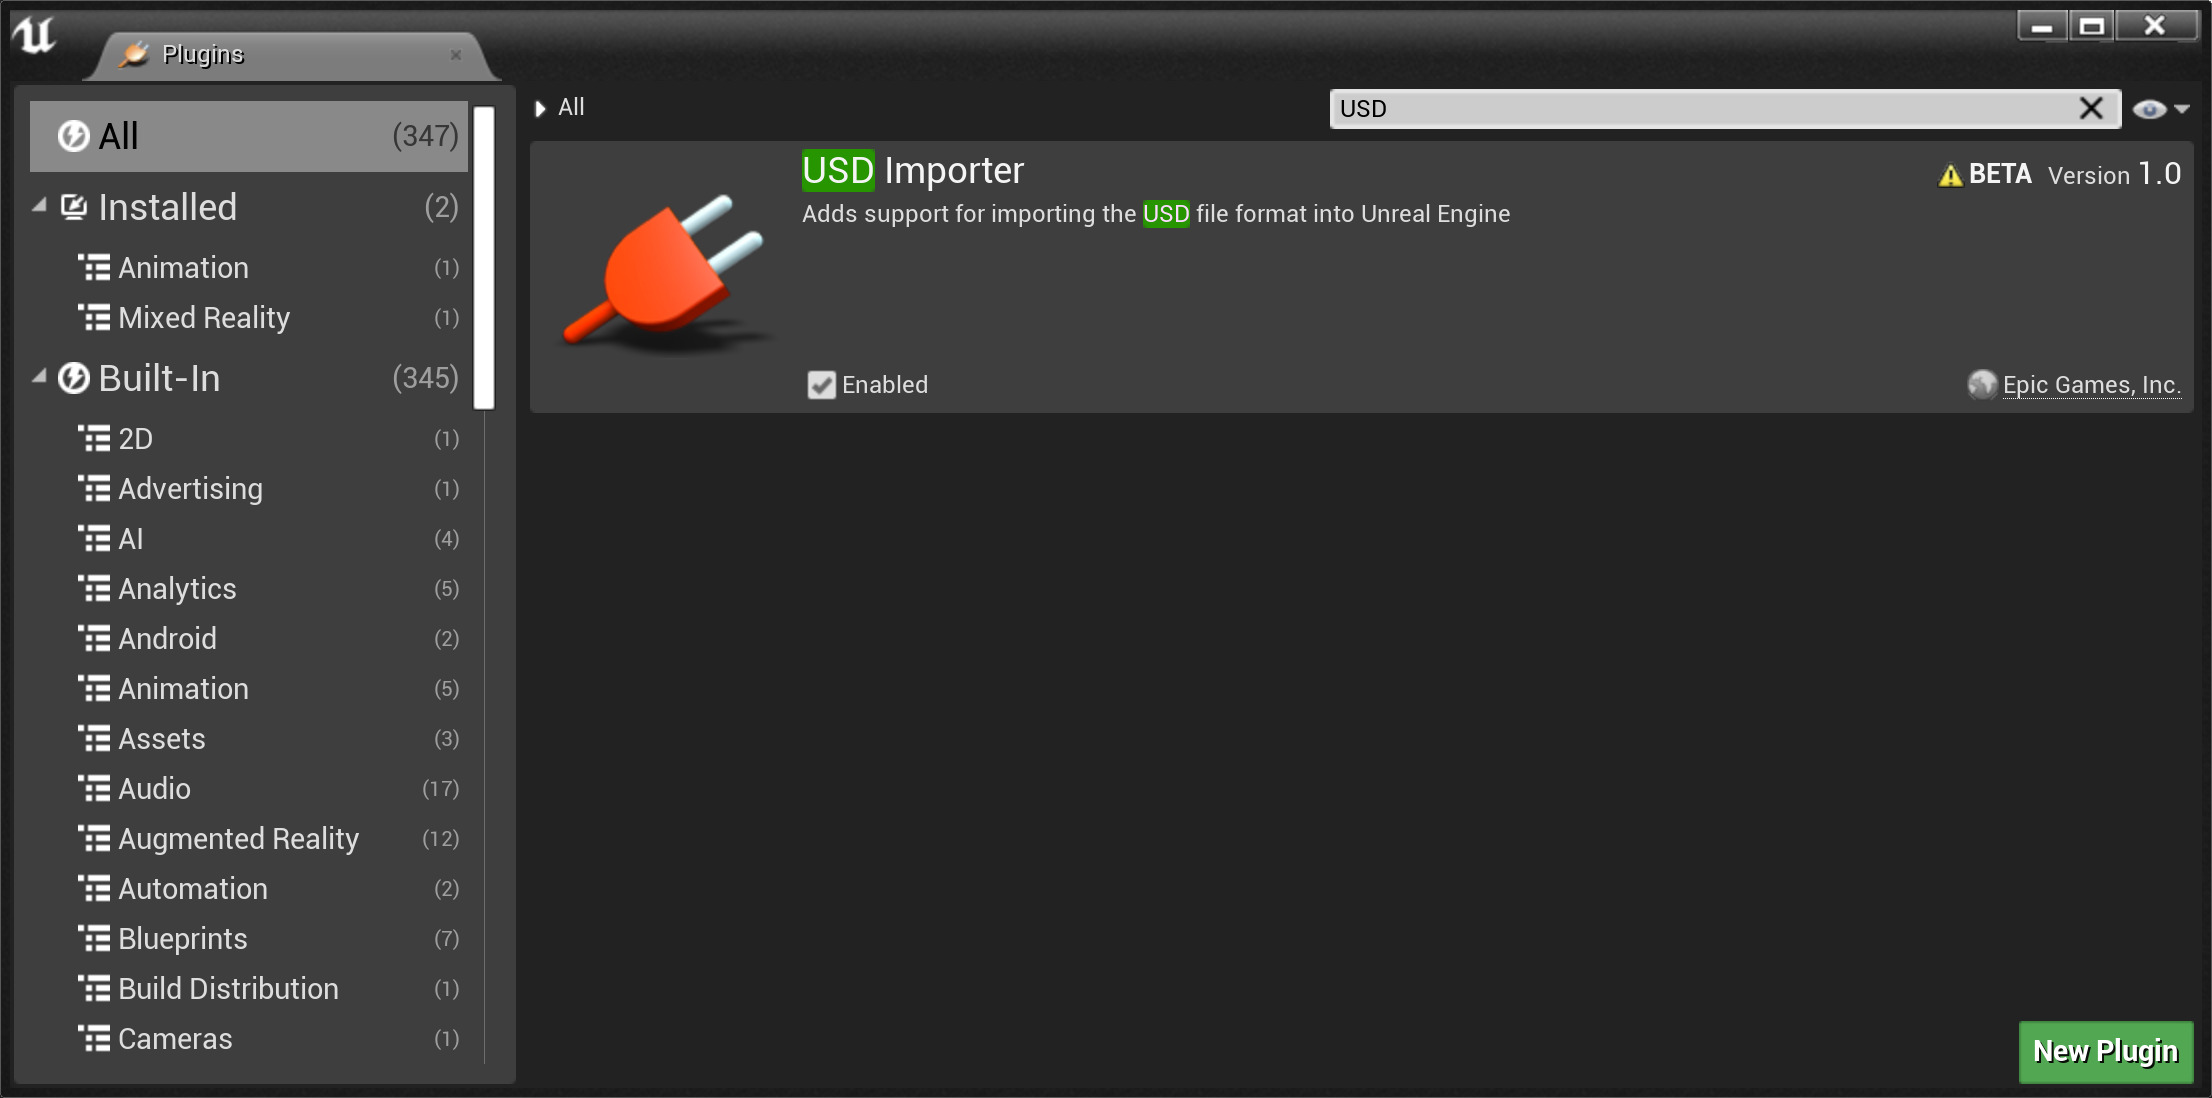 Plugins
All (347)
Installed (2)
Animation (1)
Mixed Reality (1)
Built-In (345)
2D (1)
Advertising (1)
AI (4)
Analytics (5)
Android (2)
Animation (5)
Assets (3)
Audio (17)
Augmented Reality (12)
Automation (2)
Blueprints (7)
Build Distribution (1)
Cameras (1)
All
USD
USD Importer
BETA Version 1.0
Adds support for importing the USD file format into Unreal Engine
Enabled
Epic Games, Inc.
New Plugin